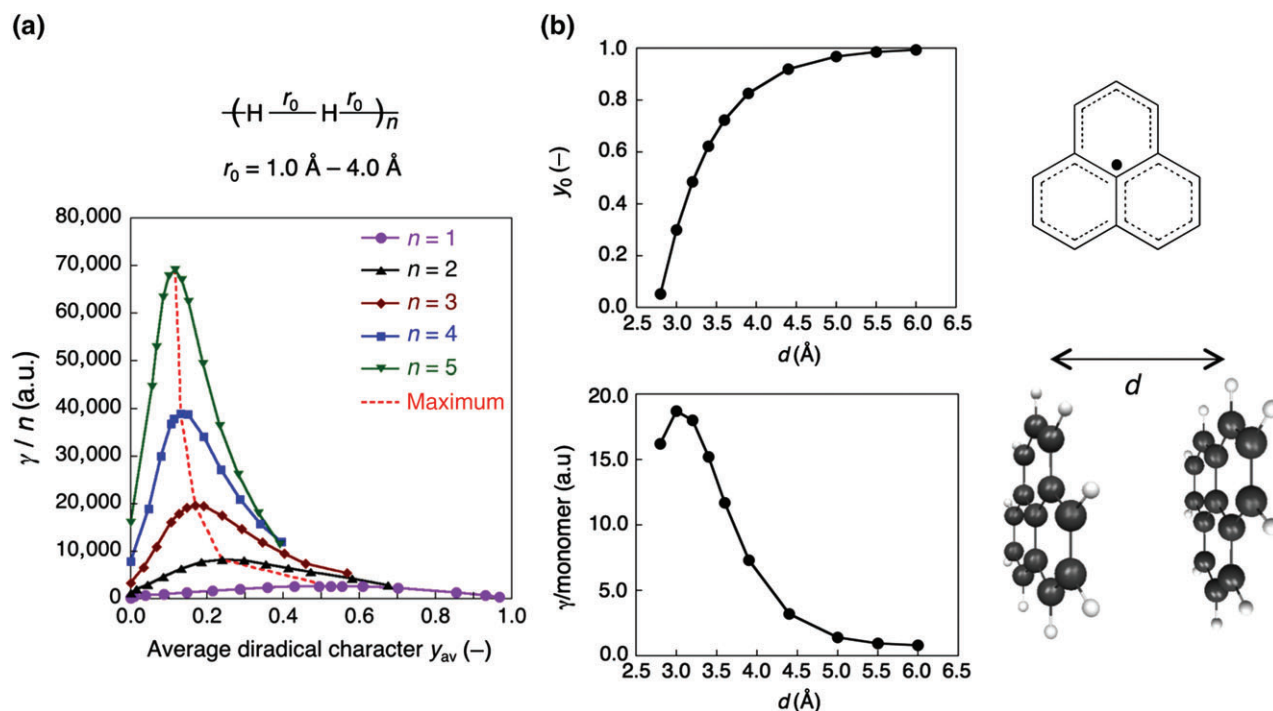 (a)
–(H r₀ H r₀)ₙ
r₀ = 1.0 Å – 4.0 Å
80,000
70,000
60,000
50,000
40,000
30,000
20,000
10,000
0
γ / n (a.u.)
n = 1
n = 2
n = 3
n = 4
n = 5
Maximum
0.0 0.2 0.4 0.6 0.8 1.0
Average diradical character yav (–)
(b)
1.0
0.8
0.6
0.4
0.2
0.0
y₀ (–)
2.5 3.0 3.5 4.0 4.5 5.0 5.5 6.0 6.5
d (Å)
20.0
15.0
10.0
5.0
0.0
γ/monomer (a.u)
2.5 3.0 3.5 4.0 4.5 5.0 5.5 6.0 6.5
d (Å)
d